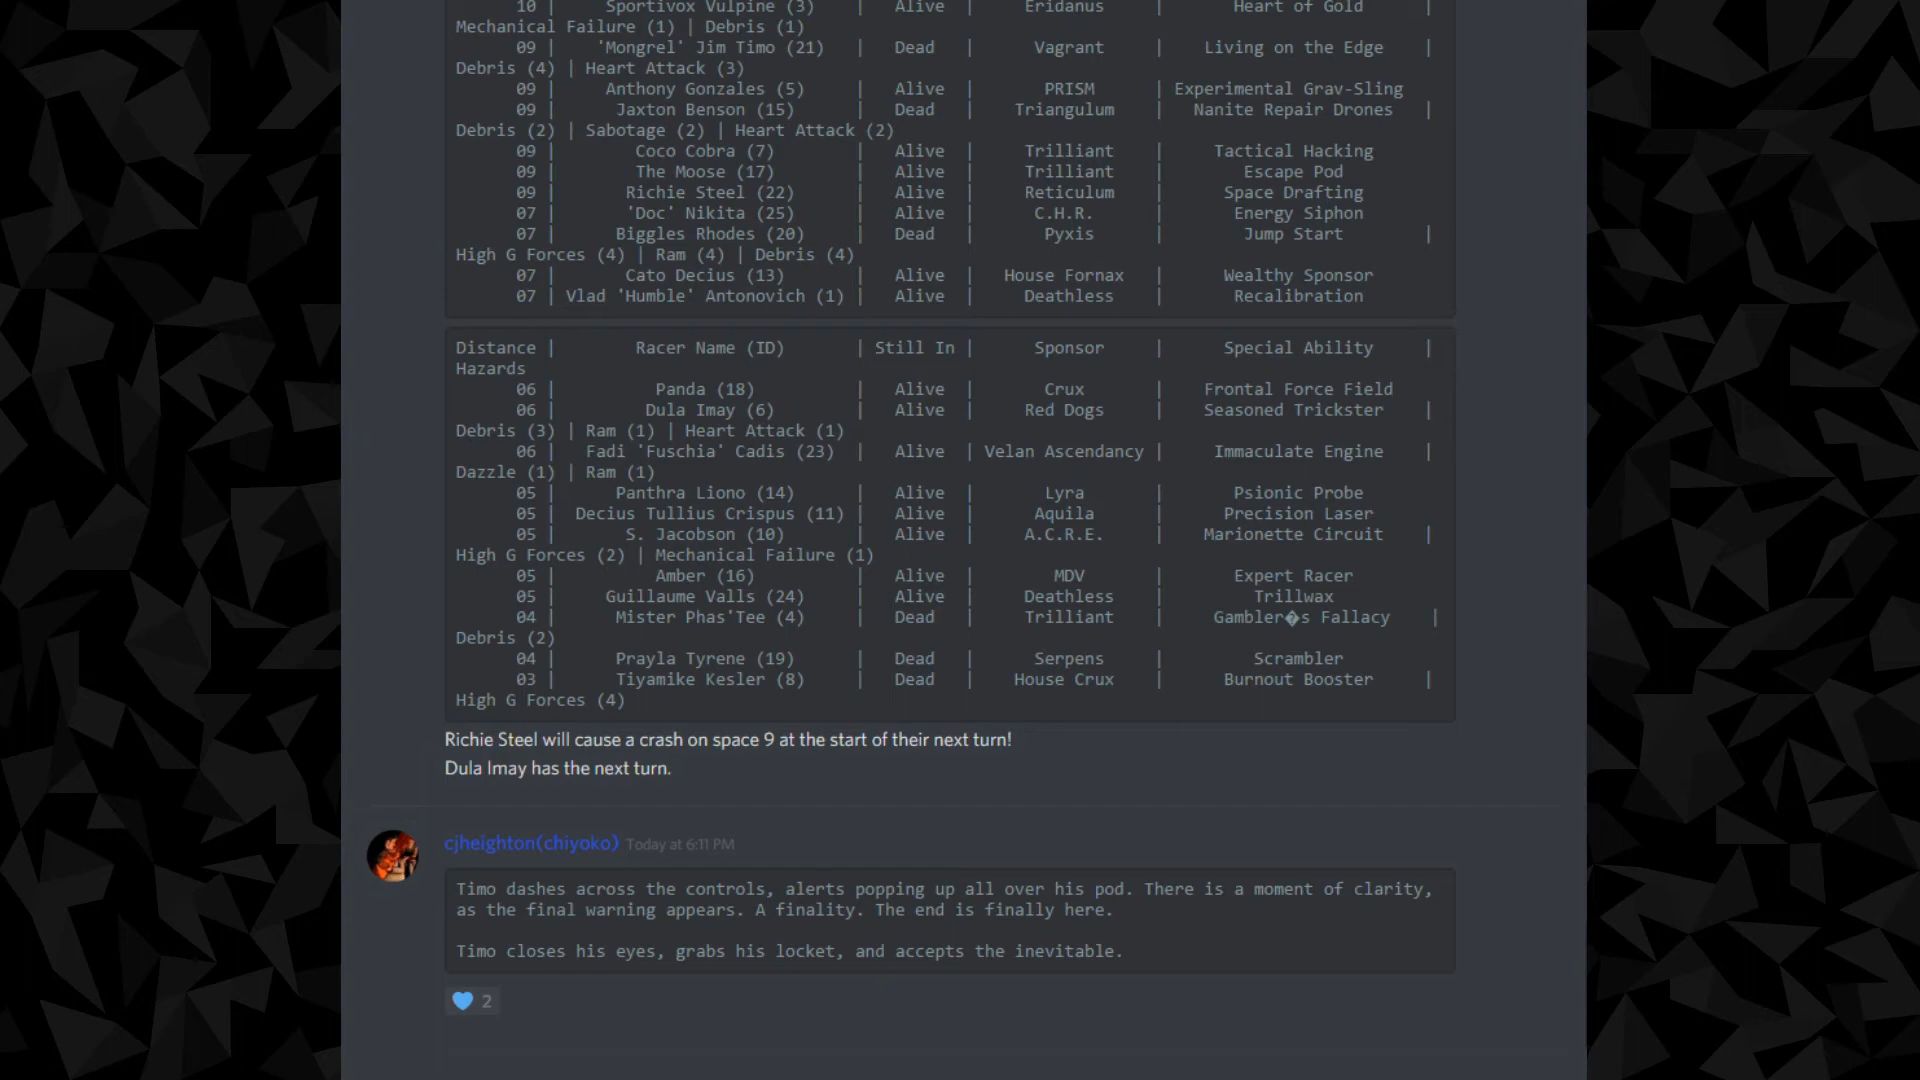 10 | Sportivox Vulpine (3) | Alive | Eridanus | Heart of Gold |
Mechanical Failure (1) | Debris (1)
09 | 'Mongrel' Jim Timo (21) | Dead | Vagrant | Living on the Edge |
Debris (4) | Heart Attack (3)
09 | Anthony Gonzales (5) | Alive | PRISM | Experimental Grav-Sling
09 | Jaxton Benson (15) | Dead | Triangulum | Nanite Repair Drones |
Debris (2) | Sabotage (2) | Heart Attack (2)
09 | Coco Cobra (7) | Alive | Trilliant | Tactical Hacking
09 | The Moose (17) | Alive | Trilliant | Escape Pod
09 | Richie Steel (22) | Alive | Reticulum | Space Drafting
07 | 'Doc' Nikita (25) | Alive | C.H.R. | Energy Siphon
07 | Biggles Rhodes (20) | Dead | Pyxis | Jump Start |
High G Forces (4) | Ram (4) | Debris (4)
07 | Cato Decius (13) | Alive | House Fornax | Wealthy Sponsor
07 | Vlad 'Humble' Antonovich (1) | Alive | Deathless | Recalibration
Distance | Racer Name (ID) | Still In | Sponsor | Special Ability |
Hazards
06 | Panda (18) | Alive | Crux | Frontal Force Field
06 | Dula Imay (6) | Alive | Red Dogs | Seasoned Trickster |
Debris (3) | Ram (1) | Heart Attack (1)
06 | Fadi 'Fuschia' Cadis (23) | Alive | Velan Ascendancy | Immaculate Engine |
Dazzle (1) | Ram (1)
05 | Panthra Liono (14) | Alive | Lyra | Psionic Probe
05 | Decius Tullius Crispus (11) | Alive | Aquila | Precision Laser
05 | S. Jacobson (10) | Alive | A.C.R.E. | Marionette Circuit |
High G Forces (2) | Mechanical Failure (1)
05 | Amber (16) | Alive | MDV | Expert Racer
05 | Guillaume Valls (24) | Alive | Deathless | Trillwax
04 | Mister Phas'Tee (4) | Dead | Trilliant | Gambler�s Fallacy |
Debris (2)
04 | Prayla Tyrene (19) | Dead | Serpens | Scrambler
03 | Tiyamike Kesler (8) | Dead | House Crux | Burnout Booster |
High G Forces (4)
Richie Steel will cause a crash on space 9 at the start of their next turn!
Dula Imay has the next turn.
cjheighton(chiyoko) Today at 6:11 PM
Timo dashes across the controls, alerts popping up all over his pod. There is a moment of clarity,
as the final warning appears. A finality. The end is finally here.
Timo closes his eyes, grabs his locket, and accepts the inevitable.
2